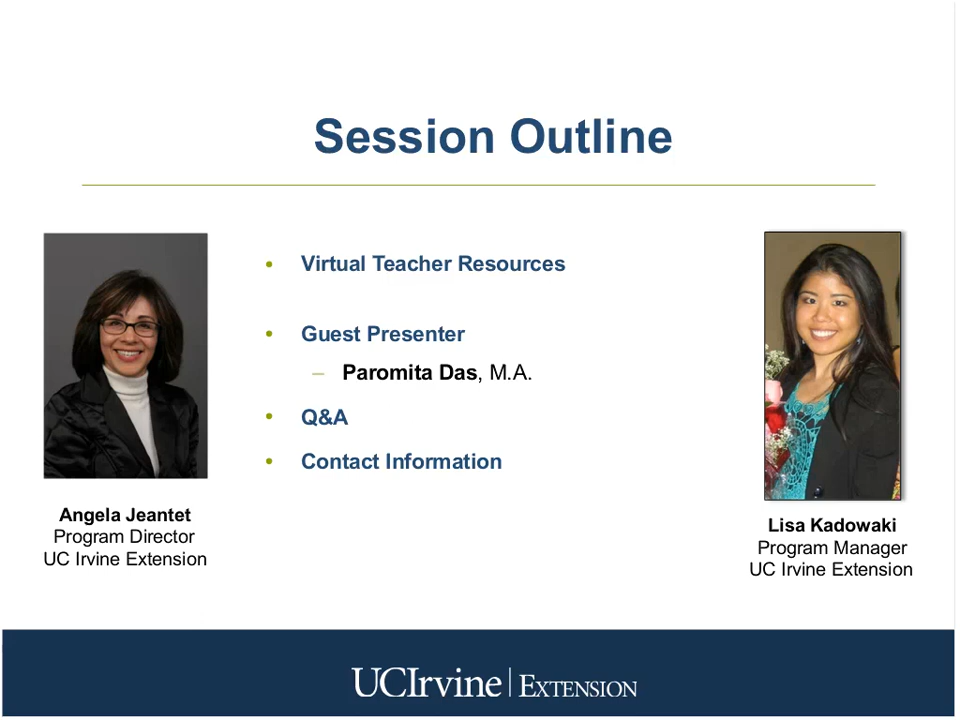 Session Outline
• Virtual Teacher Resources
• Guest Presenter
– Paromita Das, M.A.
• Q&A
• Contact Information
Angela Jeantet
Program Director
UC Irvine Extension
Lisa Kadowaki
Program Manager
UC Irvine Extension
UCIrvine | EXTENSION